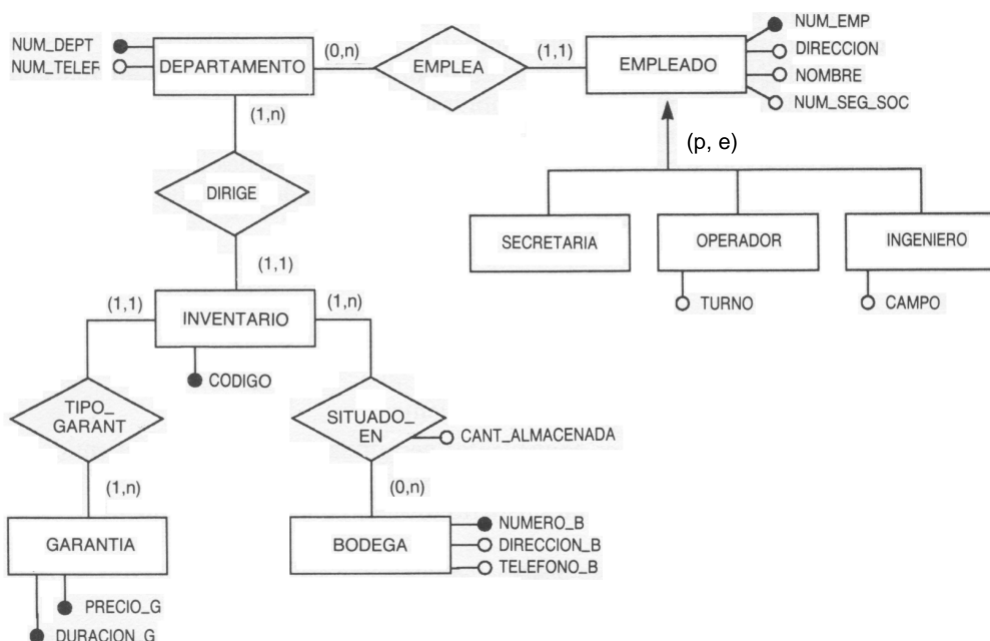 NUM_DEPT
NUM_TELEF
DEPARTAMENTO
(0,n)
EMPLEA
(1,1)
EMPLEADO
NUM_EMP
DIRECCION
NOMBRE
NUM_SEG_SOC
(1,n)
(p, e)
DIRIGE
SECRETARIA
OPERADOR
INGENIERO
TURNO
CAMPO
(1,1)
(1,1)
INVENTARIO
(1,n)
CODIGO
TIPO_
GARANT
SITUADO_
EN
CANT_ALMACENADA
(1,n)
(0,n)
GARANTIA
BODEGA
NUMERO_B
DIRECCION_B
TELEFONO_B
PRECIO_G
DURACION_G